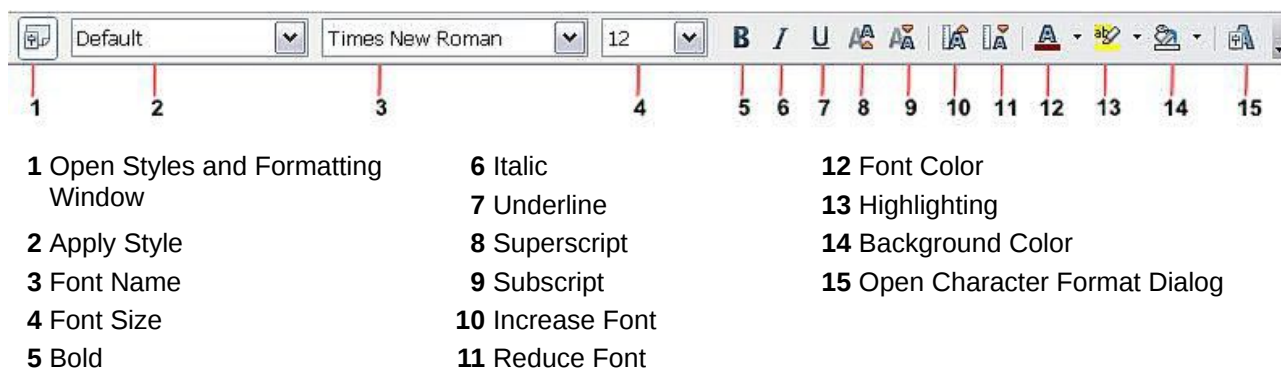 Default Times New Roman 12 B I U
1 2 3 4 5 6 7 8 9 10 11 12 13 14 15
1 Open Styles and Formatting
Window
2 Apply Style
3 Font Name
4 Font Size
5 Bold
6 Italic
7 Underline
8 Superscript
9 Subscript
10 Increase Font
11 Reduce Font
12 Font Color
13 Highlighting
14 Background Color
15 Open Character Format Dialog